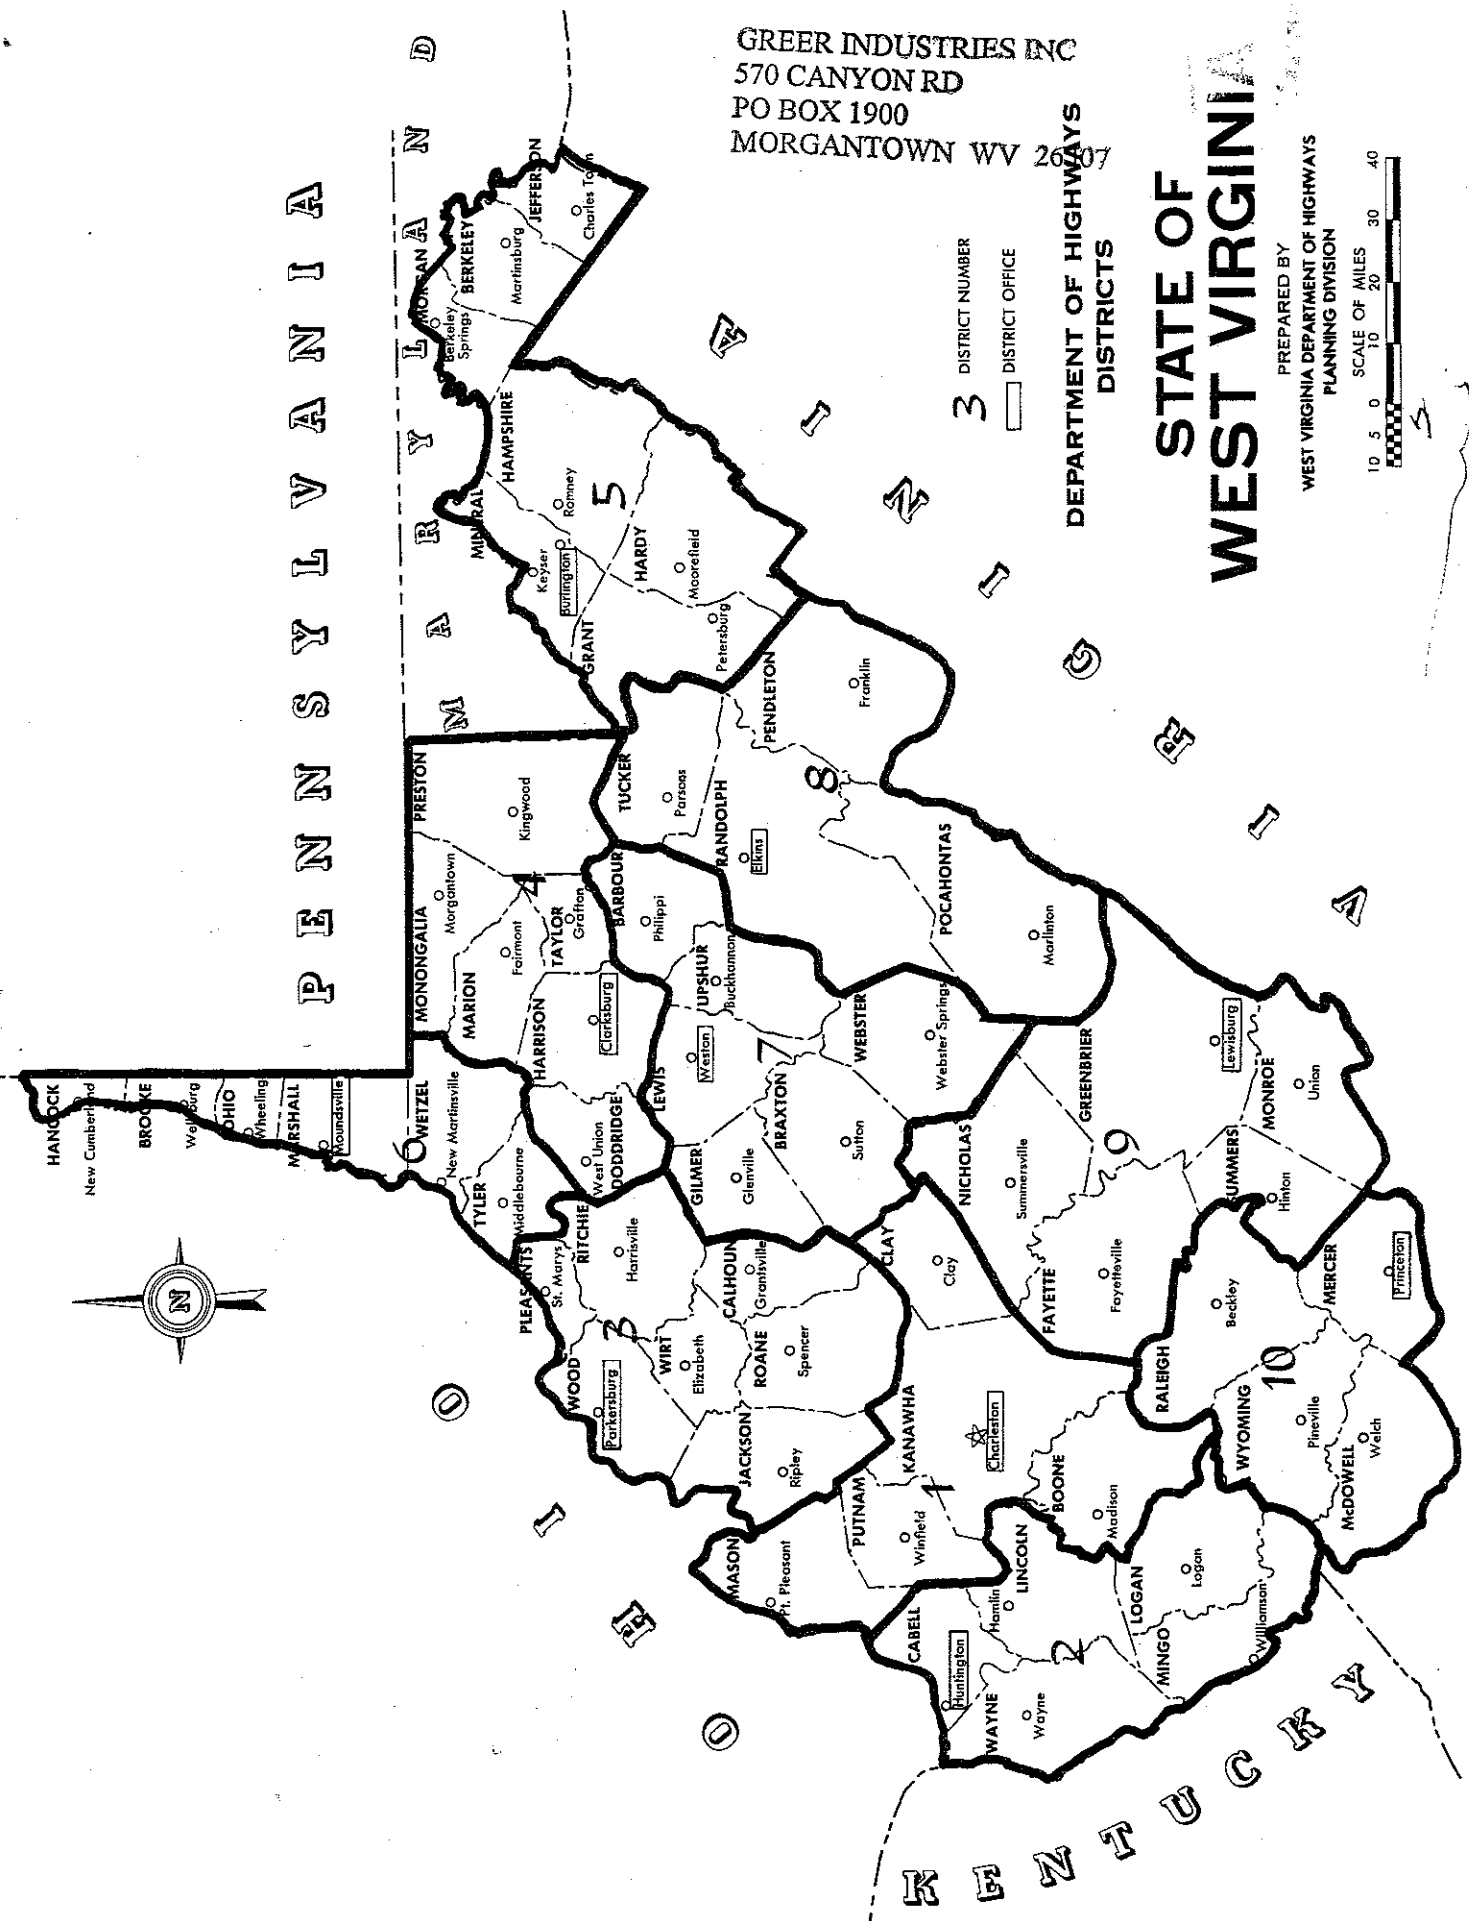 GREER INDUSTRIES INC
570 CANYON RD
PO BOX 1900
MORGANTOWN WV
PENNSYLVANIA
MARYLAND
OHIO
KENTUCKY
VIRGINIA
N
HANCOCK
New Cumberland
BROOKE
OHIO
Wheeling
MARSHALL
Moundsville
6
WETZEL
New Martinsville
TYLER
Middlebourne
PLEASANTS
St. Marys
RITCHIE
Harrisville
WOOD
Parkersburg
3
WIRT
Elizabeth
CALHOUN
Grantsville
ROANE
Spencer
JACKSON
Ripley
MONONGALIA
Morgantown
MARION
Fairmont
PRESTON
Kingwood
4
TAYLOR
Grafton
HARRISON
Clarksburg
DODDRIDGE
West Union
MORGAN
Berkeley
Springs
BERKELEY
Martinsburg
JEFFERSON
Charles Town
HAMPSHIRE
Romney
MINERAL
Keyser
Burlington
5
HARDY
Moorefield
GRANT
Petersburg
TUCKER
Parsons
RANDOLPH
Elkins
8
PENDLETON
Franklin
POCAHONTAS
Marlinton
BARBOUR
Philippi
UPSHUR
Buckhannon
LEWIS
Weston
7
GILMER
Glenville
BRAXTON
Sutton
WEBSTER
Webster Springs
MASON
Pt. Pleasant
PUTNAM
Winfield
1
KANAWHA
Charleston
CLAY
Clay
BOONE
Madison
CABELL
Huntington
WAYNE
Wayne
2
LINCOLN
Hamlin
LOGAN
Logan
MINGO
Williamson
NICHOLAS
Summersville
FAYETTE
Fayetteville
9
GREENBRIER
Lewisburg
MONROE
Union
SUMMERS
Hinton
RALEIGH
Beckley
10
WYOMING
Pineville
McDOWELL
Welch
MERCER
Princeton
3 DISTRICT NUMBER
DISTRICT OFFICE
DEPARTMENT OF HIGHWAYS
DISTRICTS
STATE OF
WEST VIRGINIA
PREPARED BY
WEST VIRGINIA DEPARTMENT OF HIGHWAYS
PLANNING DIVISION
SCALE OF MILES
10 5 0 10 20 30 40